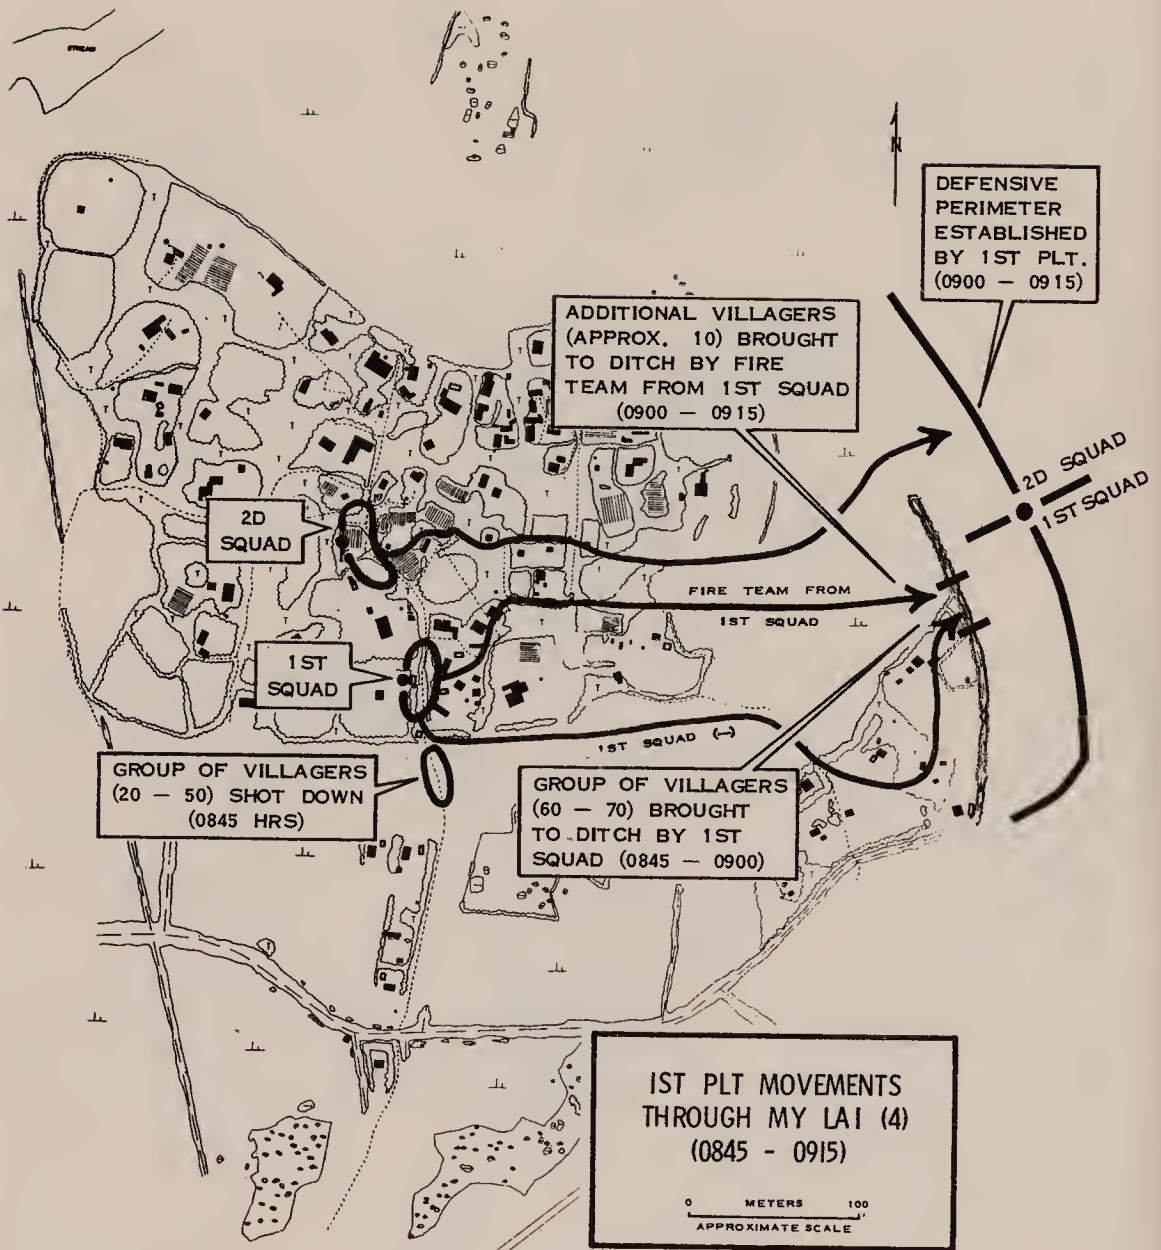 STREAM
N
DEFENSIVE
PERIMETER
ESTABLISHED
BY 1ST PLT.
(0900 — 0915)
ADDITIONAL VILLAGERS
(APPROX. 10) BROUGHT
TO DITCH BY FIRE
TEAM FROM 1ST SQUAD
(0900 — 0915)
2D SQUAD
1ST SQUAD
2D
SQUAD
FIRE TEAM FROM
1ST SQUAD
1ST
SQUAD
1ST SQUAD (—)
GROUP OF VILLAGERS
(20 — 50) SHOT DOWN
(0845 HRS)
GROUP OF VILLAGERS
(60 — 70) BROUGHT
TO DITCH BY 1ST
SQUAD (0845 — 0900)
1ST PLT MOVEMENTS
THROUGH MY LAI (4)
(0845 - 0915)
0 METERS 100
APPROXIMATE SCALE